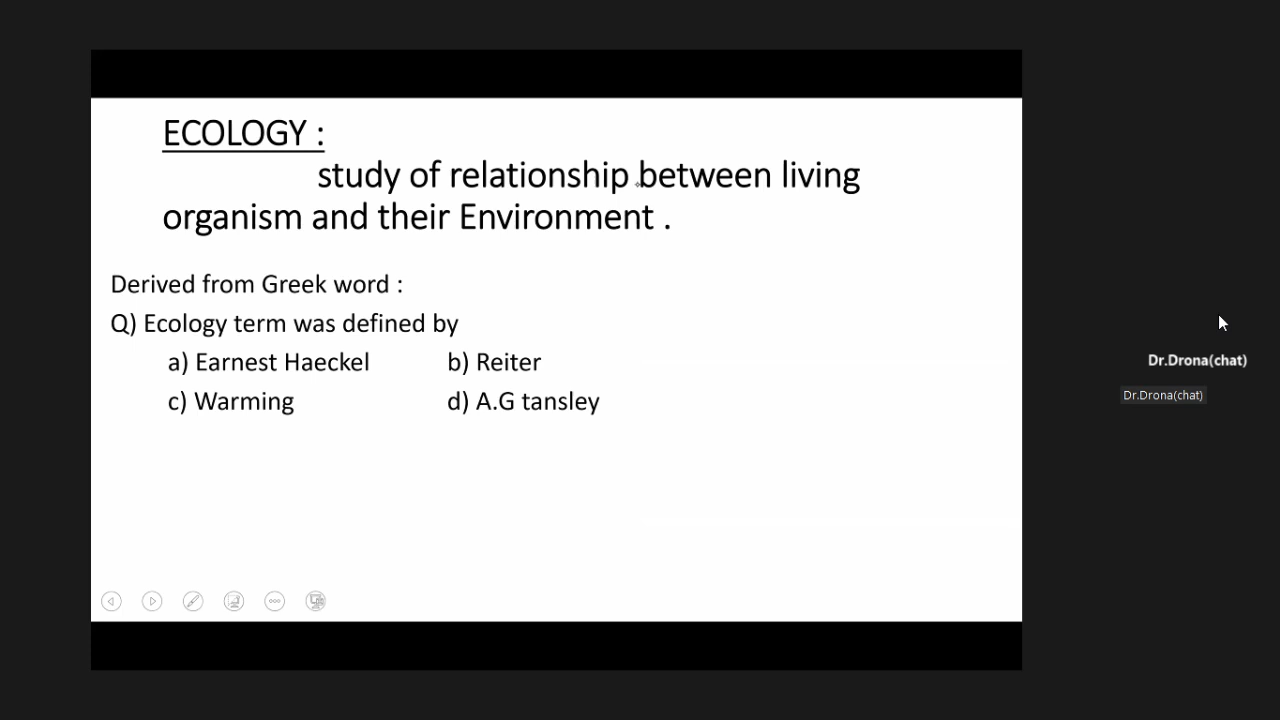 ECOLOGY :
study of relationship between living
organism and their Environment .
Derived from Greek word :
Q) Ecology term was defined by
a) Earnest Haeckel b) Reiter
c) Warming d) A.G tansley
Dr.Drona(chat)
Dr.Drona(chat)